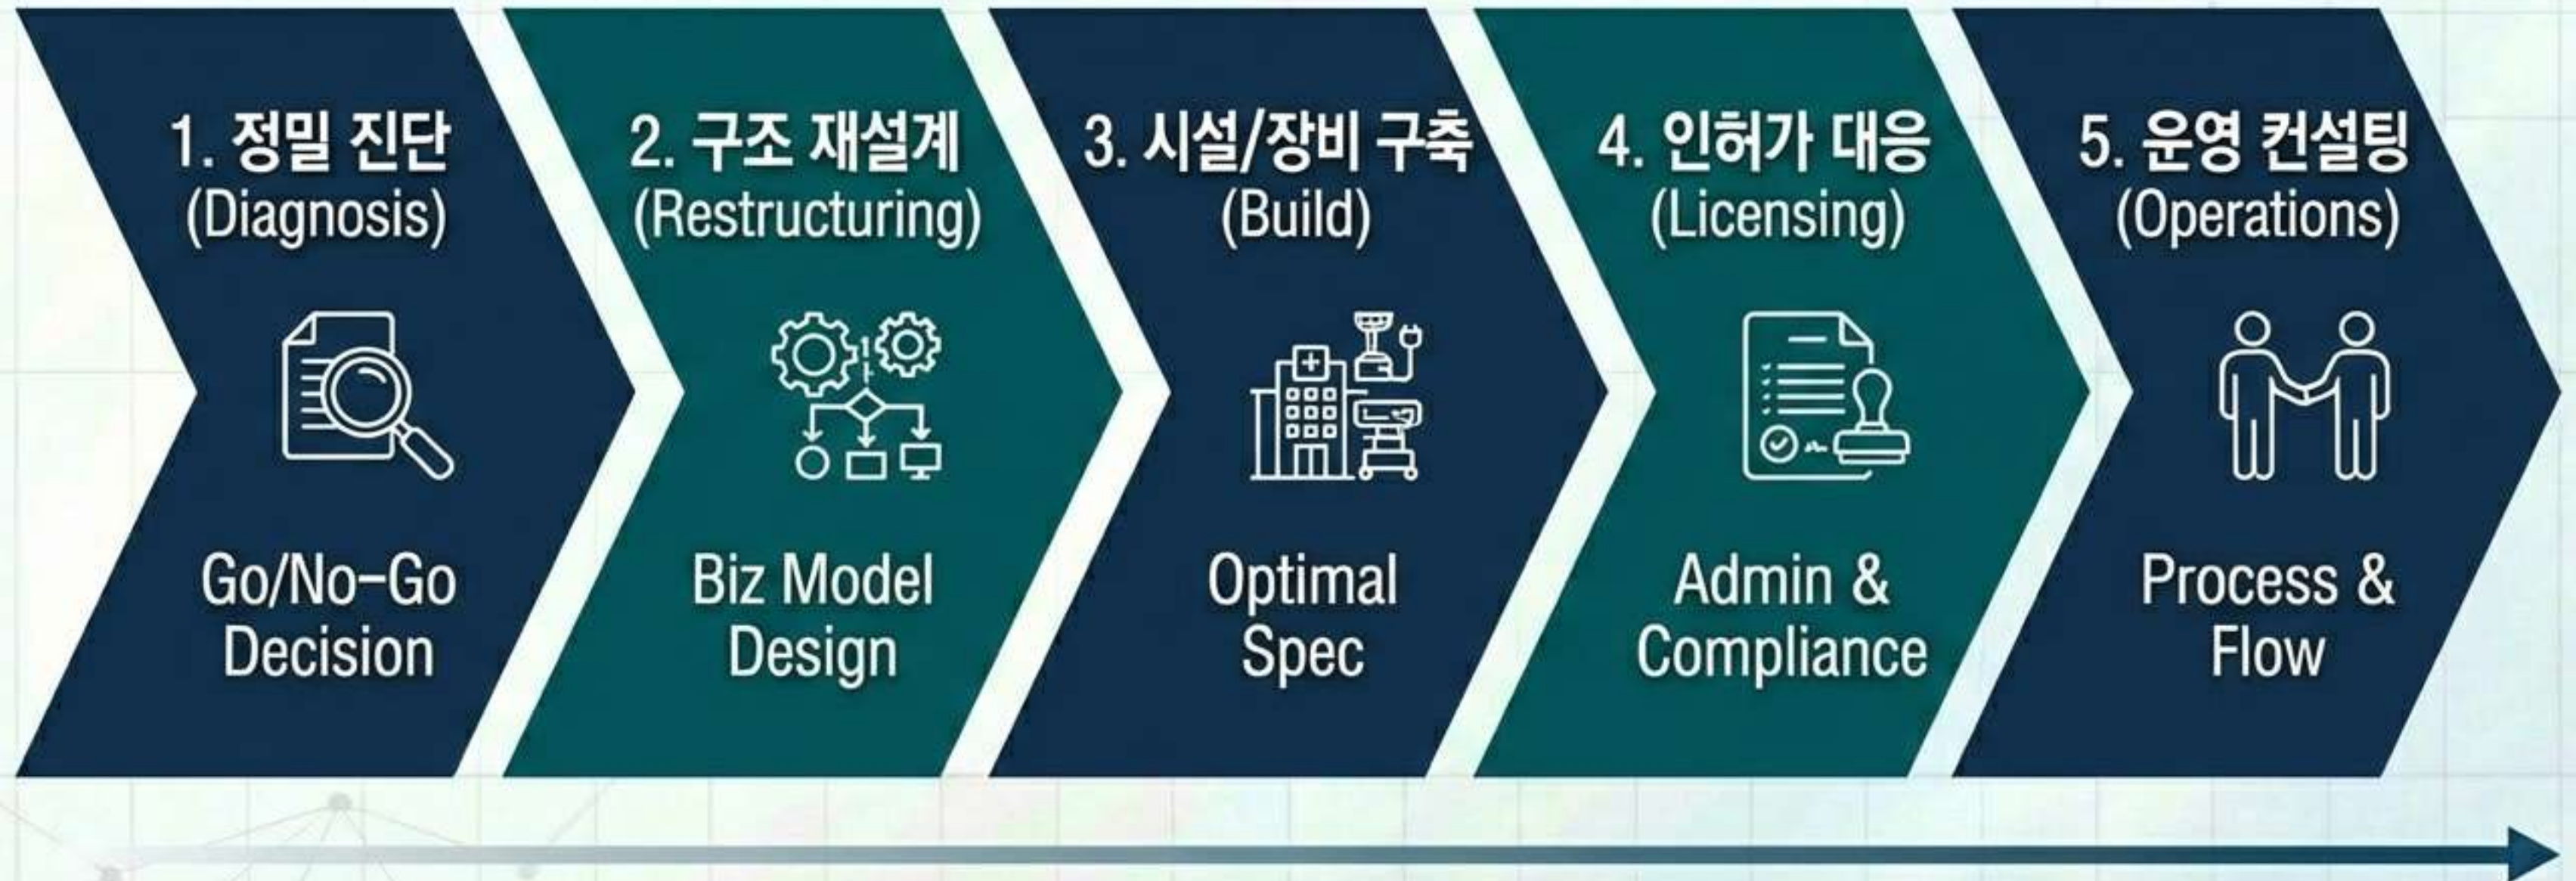 1. 정밀 진단
(Diagnosis)
Go/No-Go
Decision
2. 구조 재설계
(Restructuring)
Biz Model
Design
3. 시설/장비 구축
(Build)
Optimal
Spec
4. 인허가 대응
(Licensing)
Admin &
Compliance
5. 운영 컨설팅
(Operations)
Process &
Flow